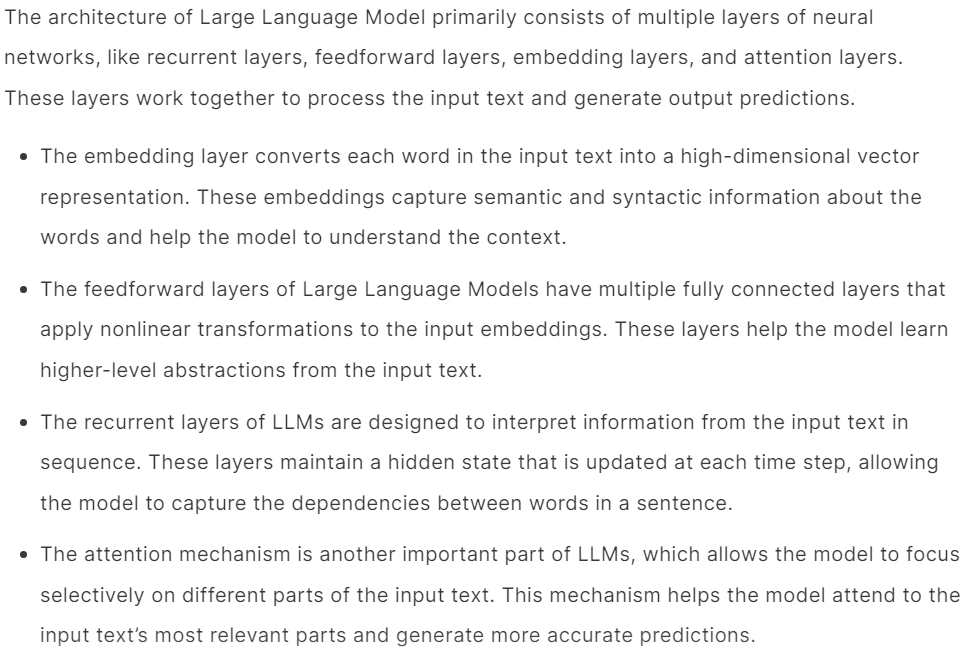 The architecture of Large Language Model primarily consists of multiple layers of neural
networks, like recurrent layers, feedforward layers, embedding layers, and attention layers.
These layers work together to process the input text and generate output predictions.
• The embedding layer converts each word in the input text into a high-dimensional vector
representation. These embeddings capture semantic and syntactic information about the
words and help the model to understand the context.
• The feedforward layers of Large Language Models have multiple fully connected layers that
apply nonlinear transformations to the input embeddings. These layers help the model learn
higher-level abstractions from the input text.
• The recurrent layers of LLMs are designed to interpret information from the input text in
sequence. These layers maintain a hidden state that is updated at each time step, allowing
the model to capture the dependencies between words in a sentence.
• The attention mechanism is another important part of LLMs, which allows the model to focus
selectively on different parts of the input text. This mechanism helps the model attend to the
input text’s most relevant parts and generate more accurate predictions.